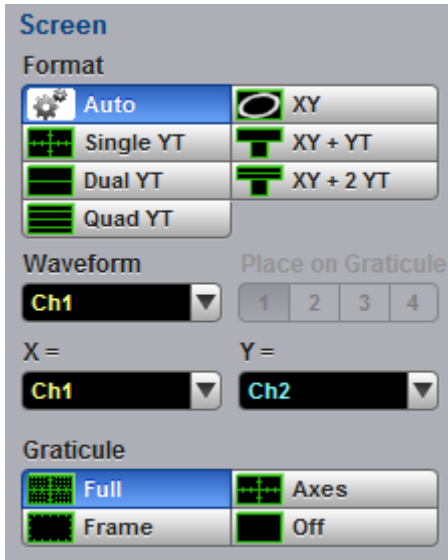 Screen
Format
Auto XY
Single YT XY + YT
Dual YT XY + 2 YT
Quad YT
Waveform Place on Graticule
Ch1 1 2 3 4
X = Y =
Ch1 Ch2
Graticule
Full Axes
Frame Off